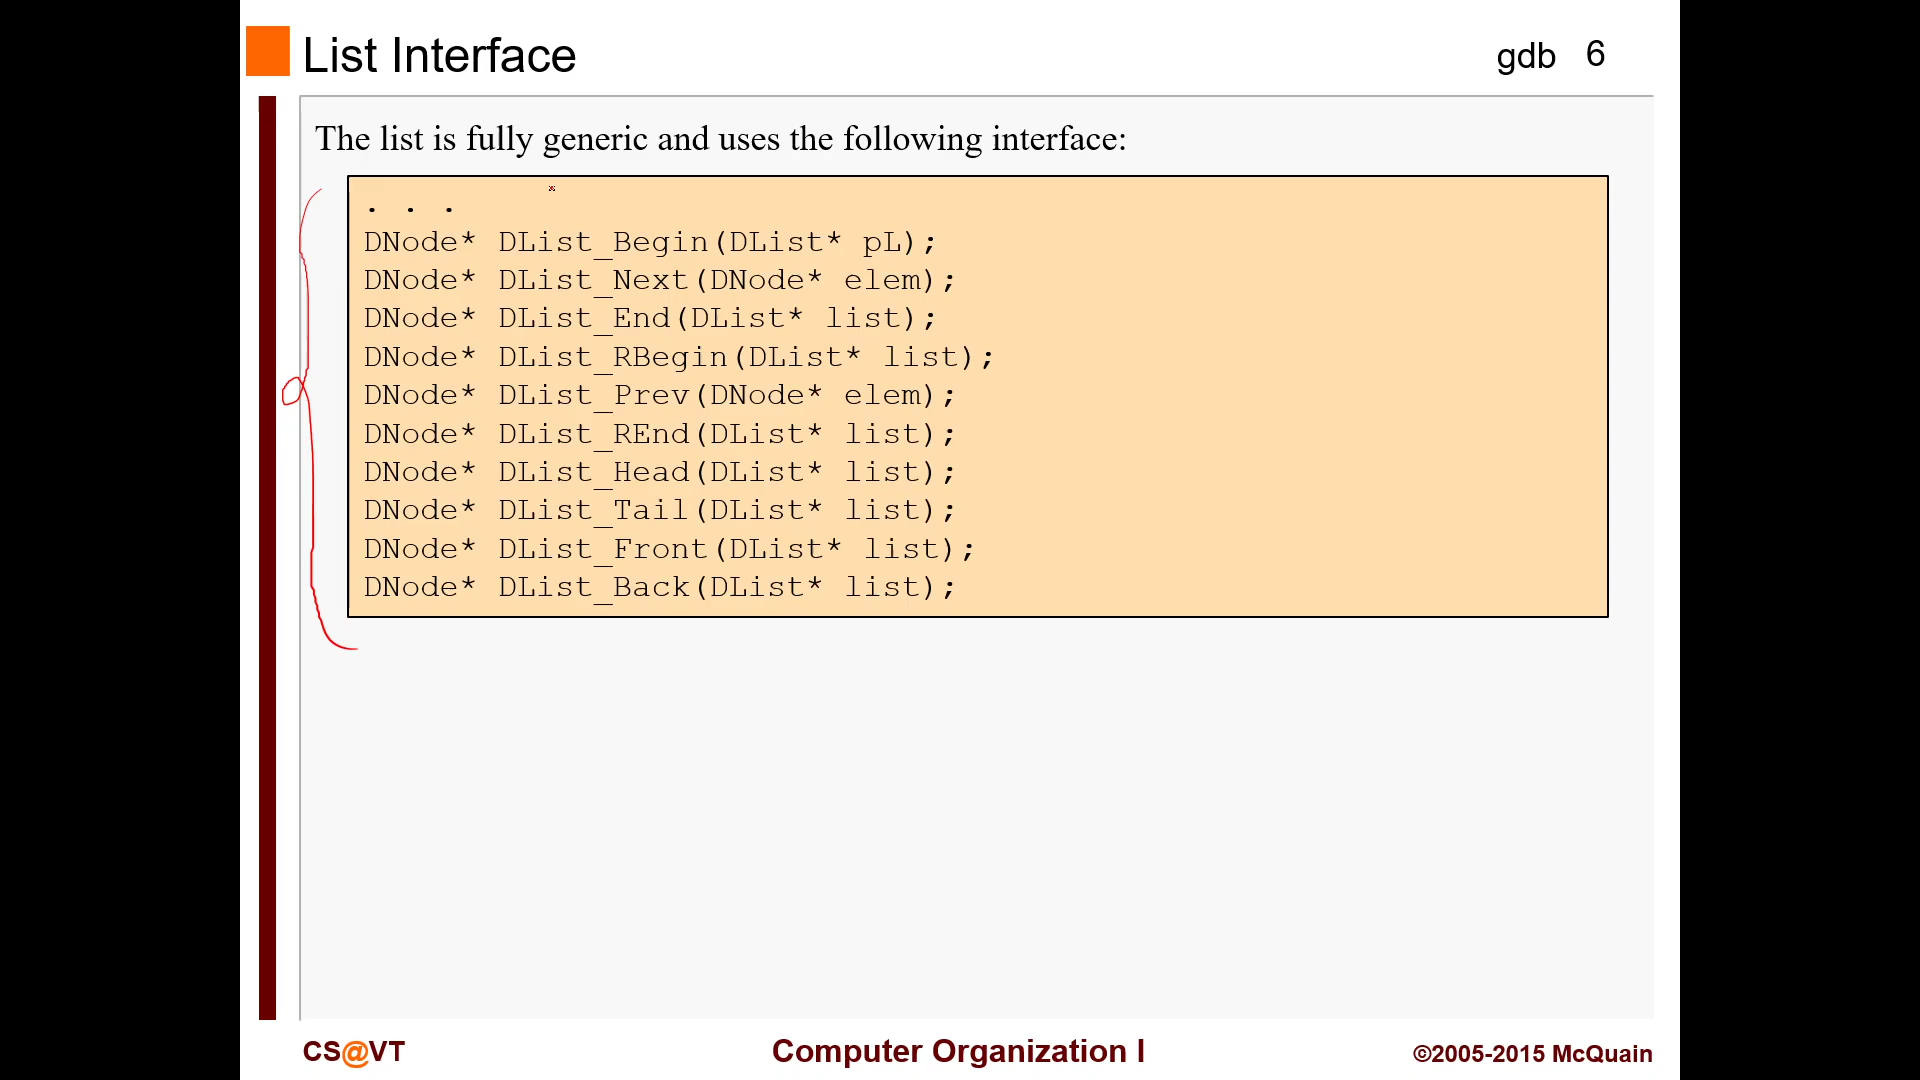 List Interface
gdb 6
The list is fully generic and uses the following interface:
. . .
DNode* DList_Begin(DList* pL);
DNode* DList_Next(DNode* elem);
DNode* DList_End(DList* list);
DNode* DList_RBegin(DList* list);
DNode* DList_Prev(DNode* elem);
DNode* DList_REnd(DList* list);
DNode* DList_Head(DList* list);
DNode* DList_Tail(DList* list);
DNode* DList_Front(DList* list);
DNode* DList_Back(DList* list);
CS@VT
Computer Organization I
©2005-2015 McQuain